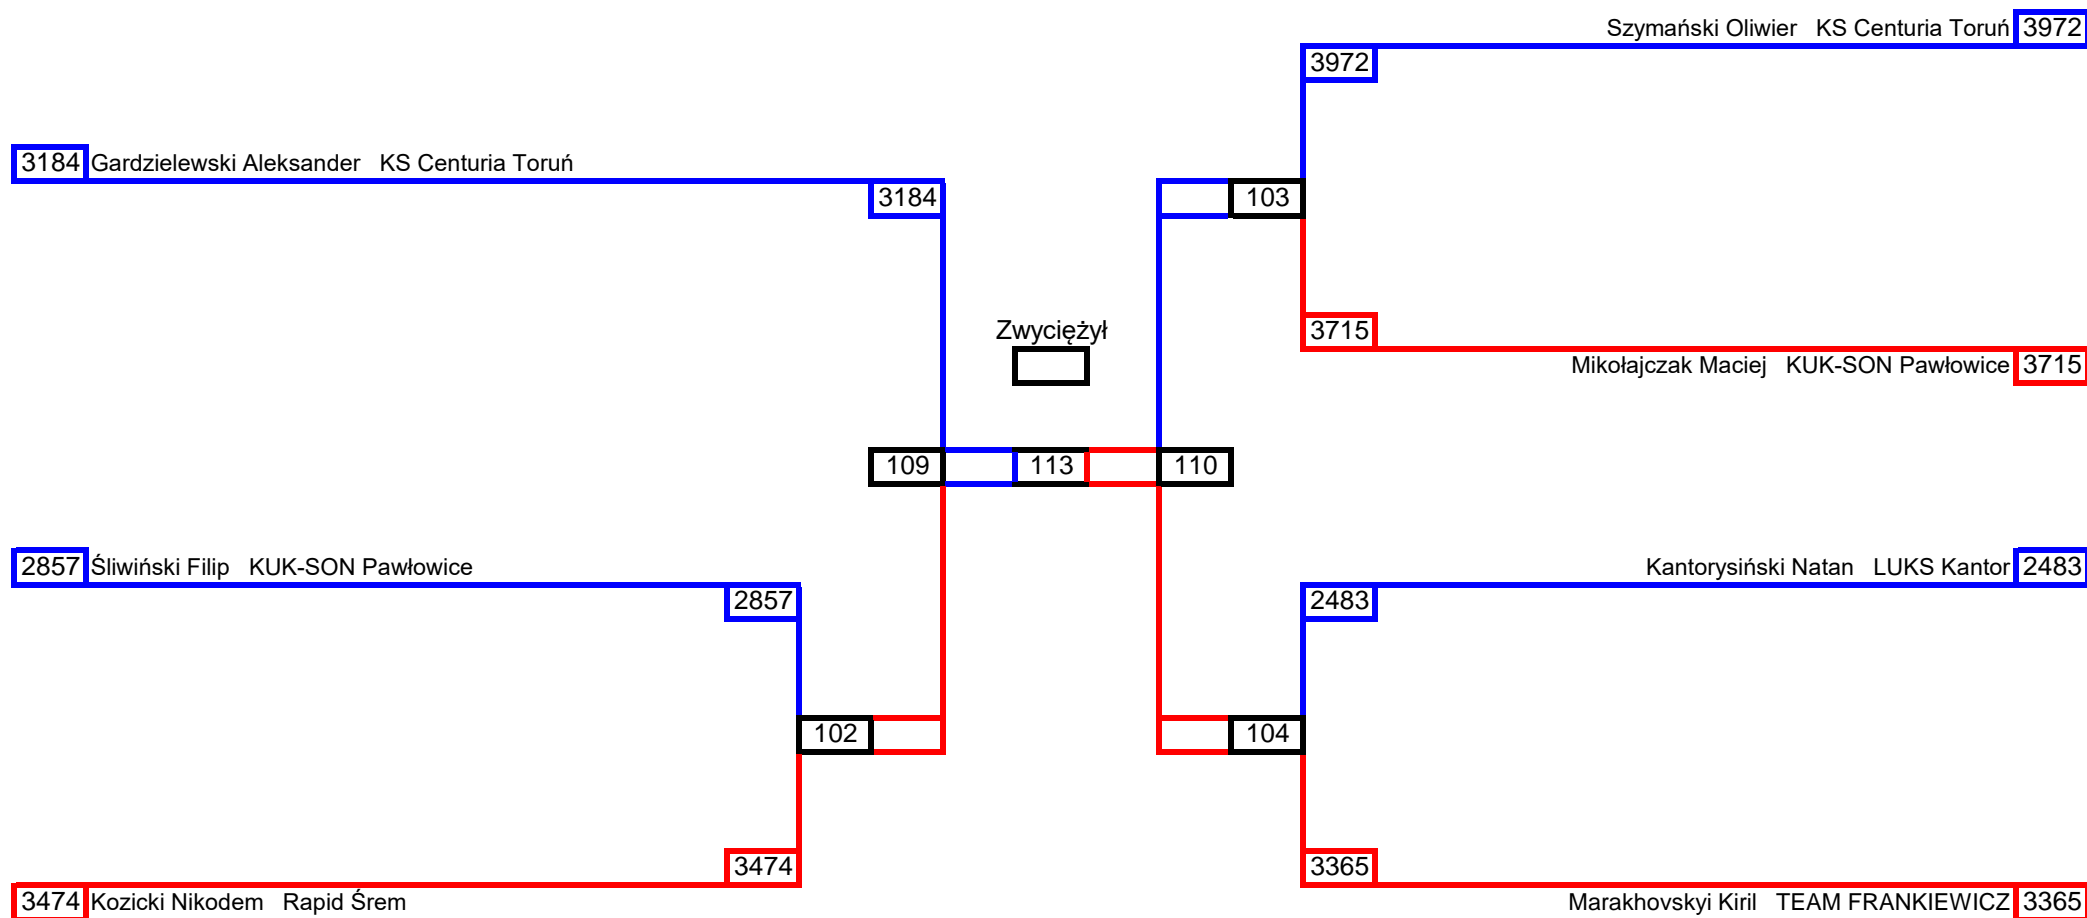 Szymański Oliwier KS Centuria Toruń 3972
3972
3184 Gardzielewski Aleksander KS Centuria Toruń
3184
103
Zwyciężył
3715
Mikołajczak Maciej KUK-SON Pawłowice 3715
109 113 110
2857 Śliwiński Filip KUK-SON Pawłowice
Kantorysiński Natan LUKS Kantor 2483
2857
2483
102
104
3474
3365
3474 Kozicki Nikodem Rapid Śrem
Marakhovskyi Kiril TEAM FRANKIEWICZ 3365